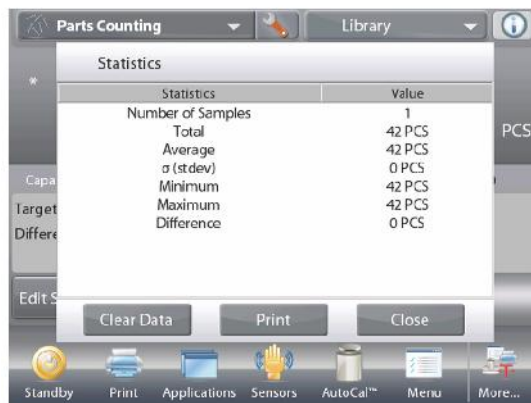 Parts Counting
Library
Statistics
*
Statistics Value
Number of Samples 1
Total 42 PCS
Average 42 PCS
σ (stdev) 0 PCS
Minimum 42 PCS
Maximum 42 PCS
Difference 0 PCS
PCS
Capa
Target
Differe
Edit S
Clear Data Print Close
Standby Print Applications Sensors AutoCal™ Menu More...